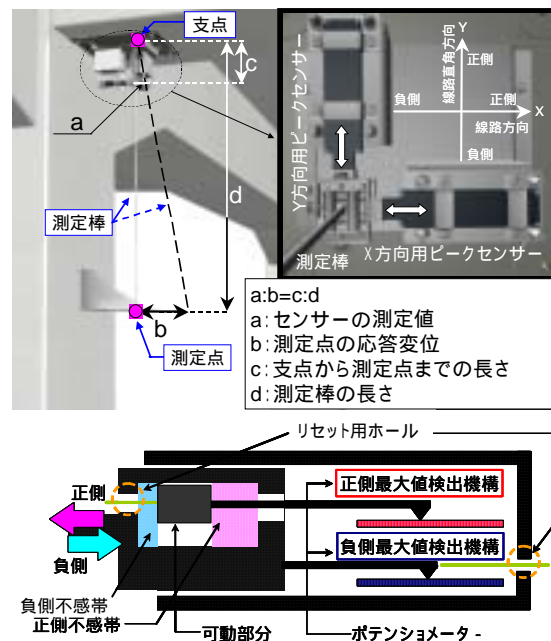 支点
c
a
d
測定棒
b
測定点
Y方向用ピークセンサー
Y
線路直角方向
正側
負側
正側
X
線路方向
負側
測定棒
X方向用ピークセンサー
a:b=c:d
a:センサーの測定値
b:測定点の応答変位
c:支点から測定点までの長さ
d:測定棒の長さ
リセット用ホール
正側
正側最大値検出機構
負側最大値検出機構
負側
負側不感帯
正側不感帯
可動部分
ポテンショメータ-